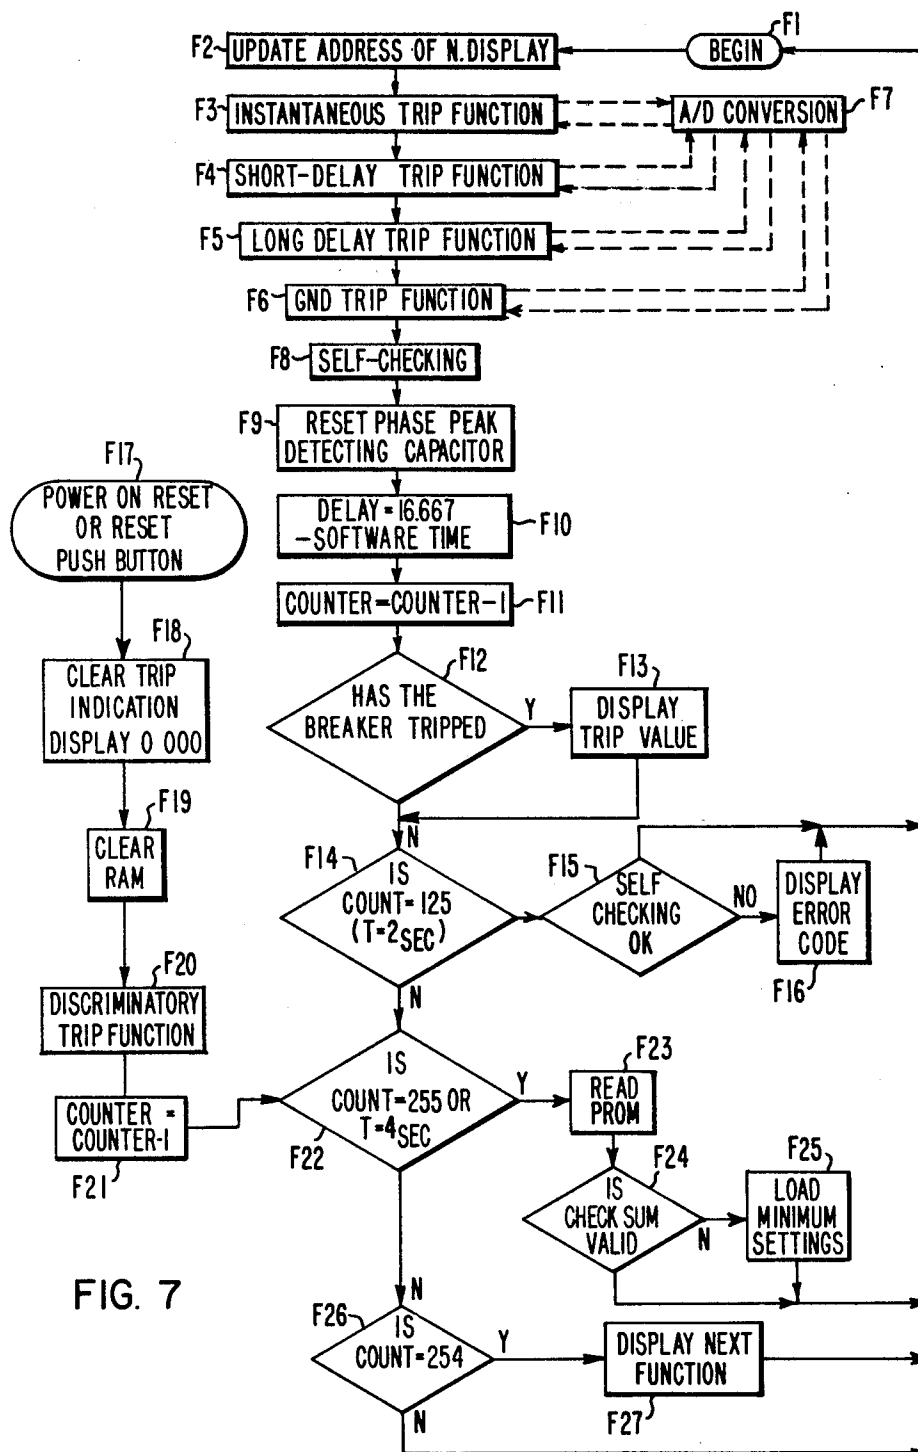 F1
F2
UPDATE ADDRESS OF N.DISPLAY
BEGIN
F3
INSTANTANEOUS TRIP FUNCTION
A/D CONVERSION
F7
F4
SHORT-DELAY TRIP FUNCTION
F5
LONG DELAY TRIP FUNCTION
F6
GND TRIP FUNCTION
F8
SELF-CHECKING
F9
RESET PHASE PEAK
DETECTING CAPACITOR
F17
POWER ON RESET
OR RESET
PUSH BUTTON
DELAY=16.667
-SOFTWARE TIME
F10
COUNTER=COUNTER-1
F11
F18
CLEAR TRIP
INDICATION
DISPLAY 0 000
F12
HAS THE
BREAKER TRIPPED
Y
N
F13
DISPLAY
TRIP VALUE
F19
CLEAR
RAM
F14
IS
COUNT=125
(T=2SEC)
N
F15
SELF
CHECKING
OK
NO
DISPLAY
ERROR
CODE
F16
F20
DISCRIMINATORY
TRIP FUNCTION
COUNTER =
COUNTER-1
F21
IS
COUNT=255 OR
T=4SEC
F22
Y
N
F23
READ
PROM
F24
IS
CHECK SUM
VALID
N
F25
LOAD
MINIMUM
SETTINGS
FIG. 7
F26
IS
COUNT=254
Y
N
DISPLAY NEXT
FUNCTION
F27